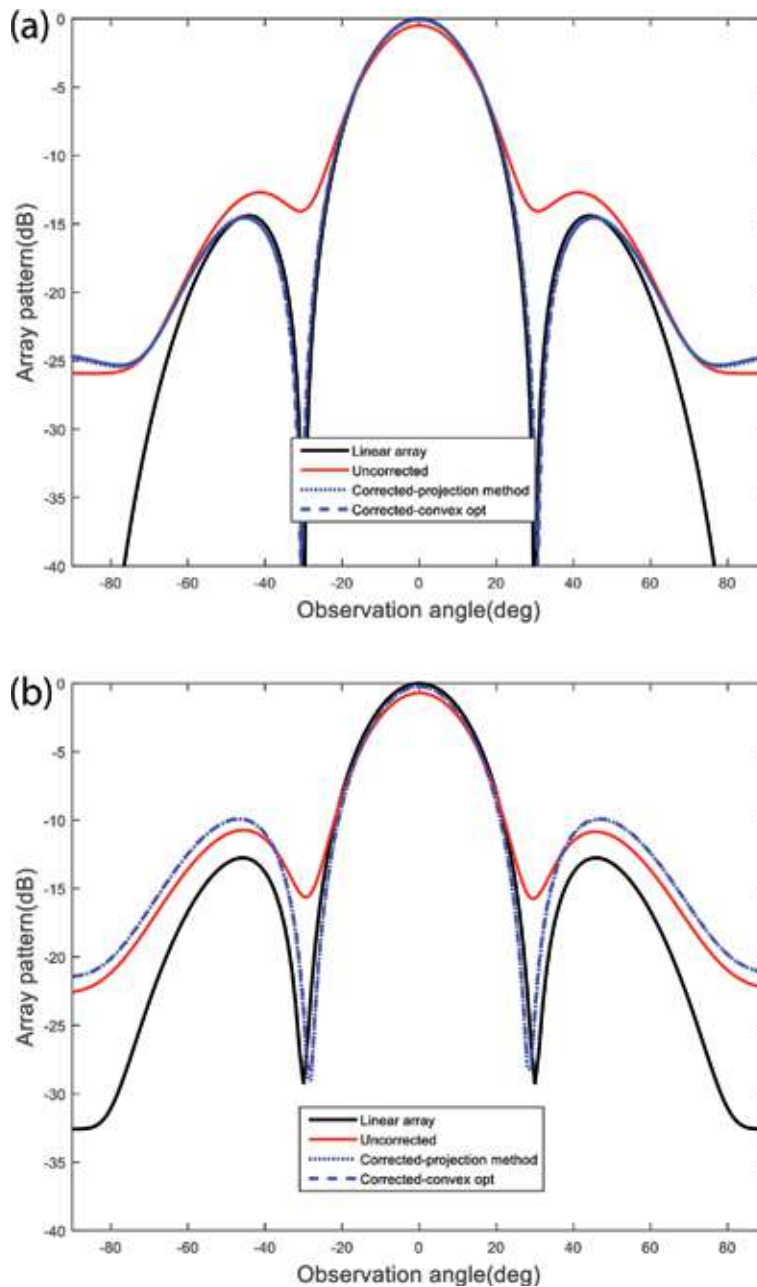 (a)
0
-5
-10
-15
-20
-25
-30
-35
-40
Array pattern(dB)
Linear array
Uncorrected
Corrected-projection method
Corrected-convex opt
-80 -60 -40 -20 0 20 40 60 80
Observation angle(deg)
(b)
0
-5
-10
-15
-20
-25
-30
-35
-40
Array pattern(dB)
Linear array
Uncorrected
Corrected-projection method
Corrected-convex opt
-80 -60 -40 -20 0 20 40 60 80
Observation angle(deg)